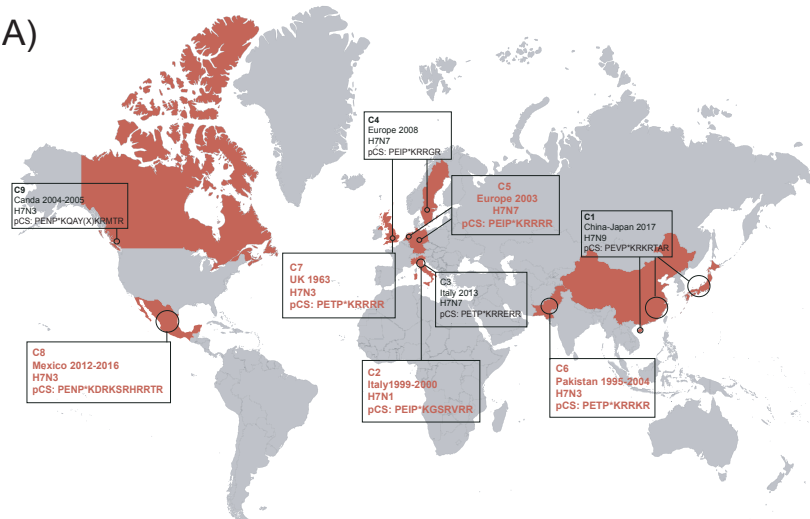 A)
C4
Europe 2008
H7N7
pCS: PEIP*KRRGR
C9
Canda 2004-2005
H7N3
pCS: PENP*KQAY(X)KRMTR
C5
Europe 2003
H7N7
pCS: PEIP*KRRRR
C1
China-Japan 2017
H7N9
pCS: PEVP*KRKRTAR
C7
UK 1963
H7N3
pCS: PETP*KRRRR
C3
Italy 2013
H7N7
pCS: PETP*KRRERR
C8
Mexico 2012-2016
H7N3
pCS: PENP*KDRKSRHRRTR
C2
Italy1999-2000
H7N1
pCS: PEIP*KGSRVRR
C6
Pakistan 1995-2004
H7N3
pCS: PETP*KRRKR